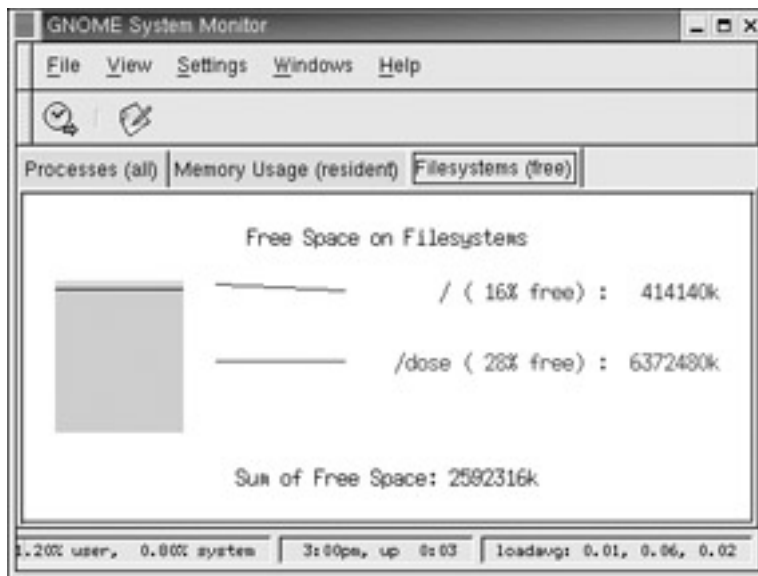 GNOME System Monitor
File View Settings Windows Help
Processes (all) Memory Usage (resident) Filesystems (free)
Free Space on Filesystems
/ ( 16% free) : 414140k
/dose ( 28% free) : 6372480k
Sum of Free Space: 2592316k
1.20% user, 0.80% system 3:00pm, up 0:03 loadavg: 0.01, 0.06, 0.02